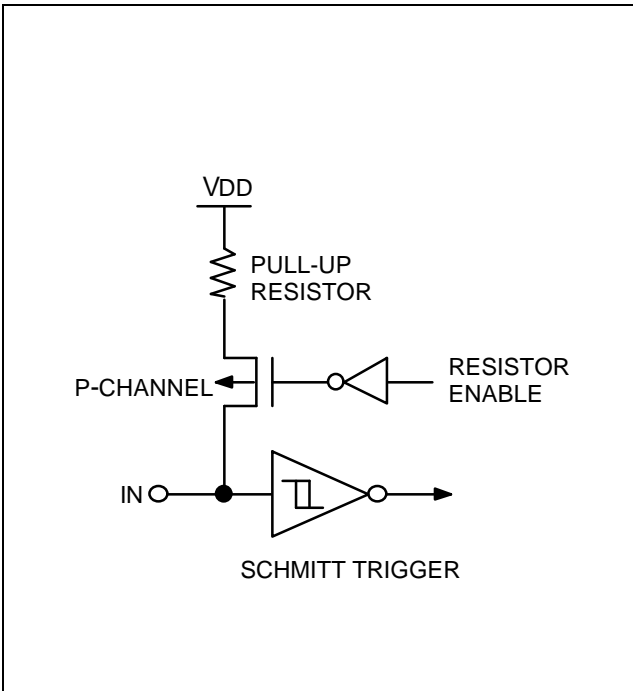 VDD
PULL-UP
RESISTOR
P-CHANNEL
RESISTOR
ENABLE
IN
SCHMITT TRIGGER